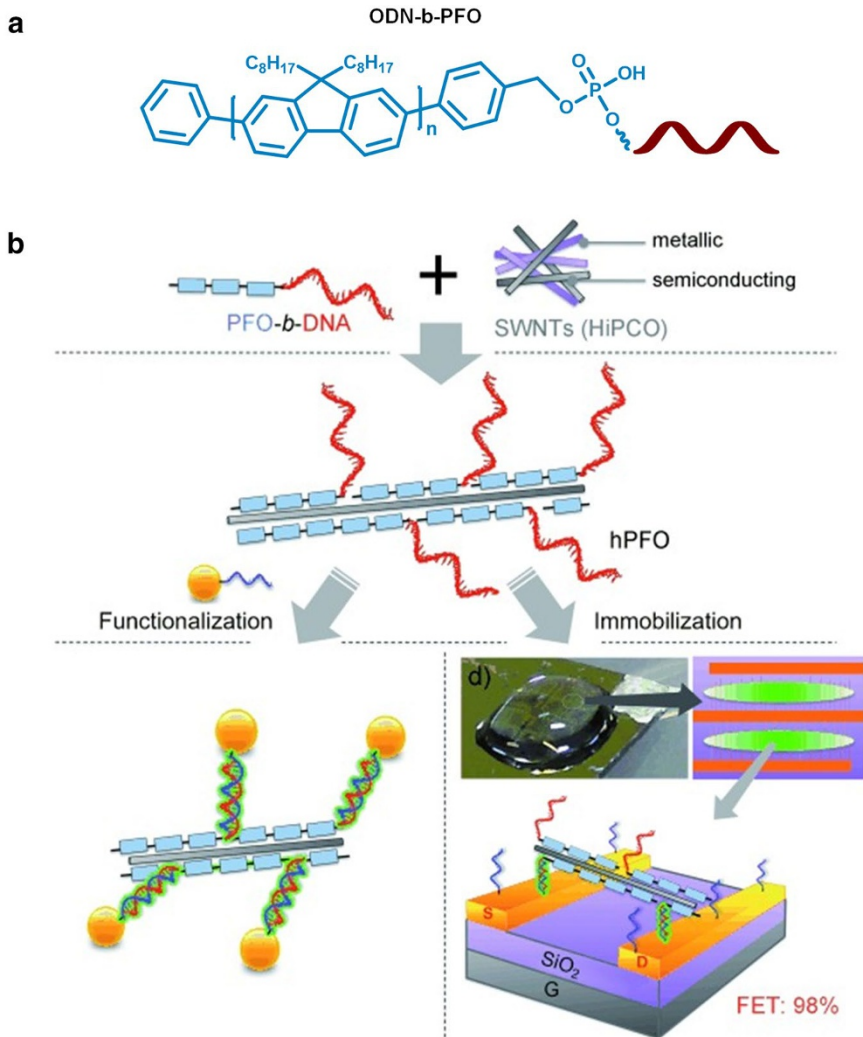 a
ODN-b-PFO
C8H17 C8H17
n
O
O
P
OH
O
b
PFO-b-DNA
+
metallic
semiconducting
SWNTs (HiPCO)
hPFO
Functionalization
Immobilization
d)
S
D
SiO2
G
FET: 98%